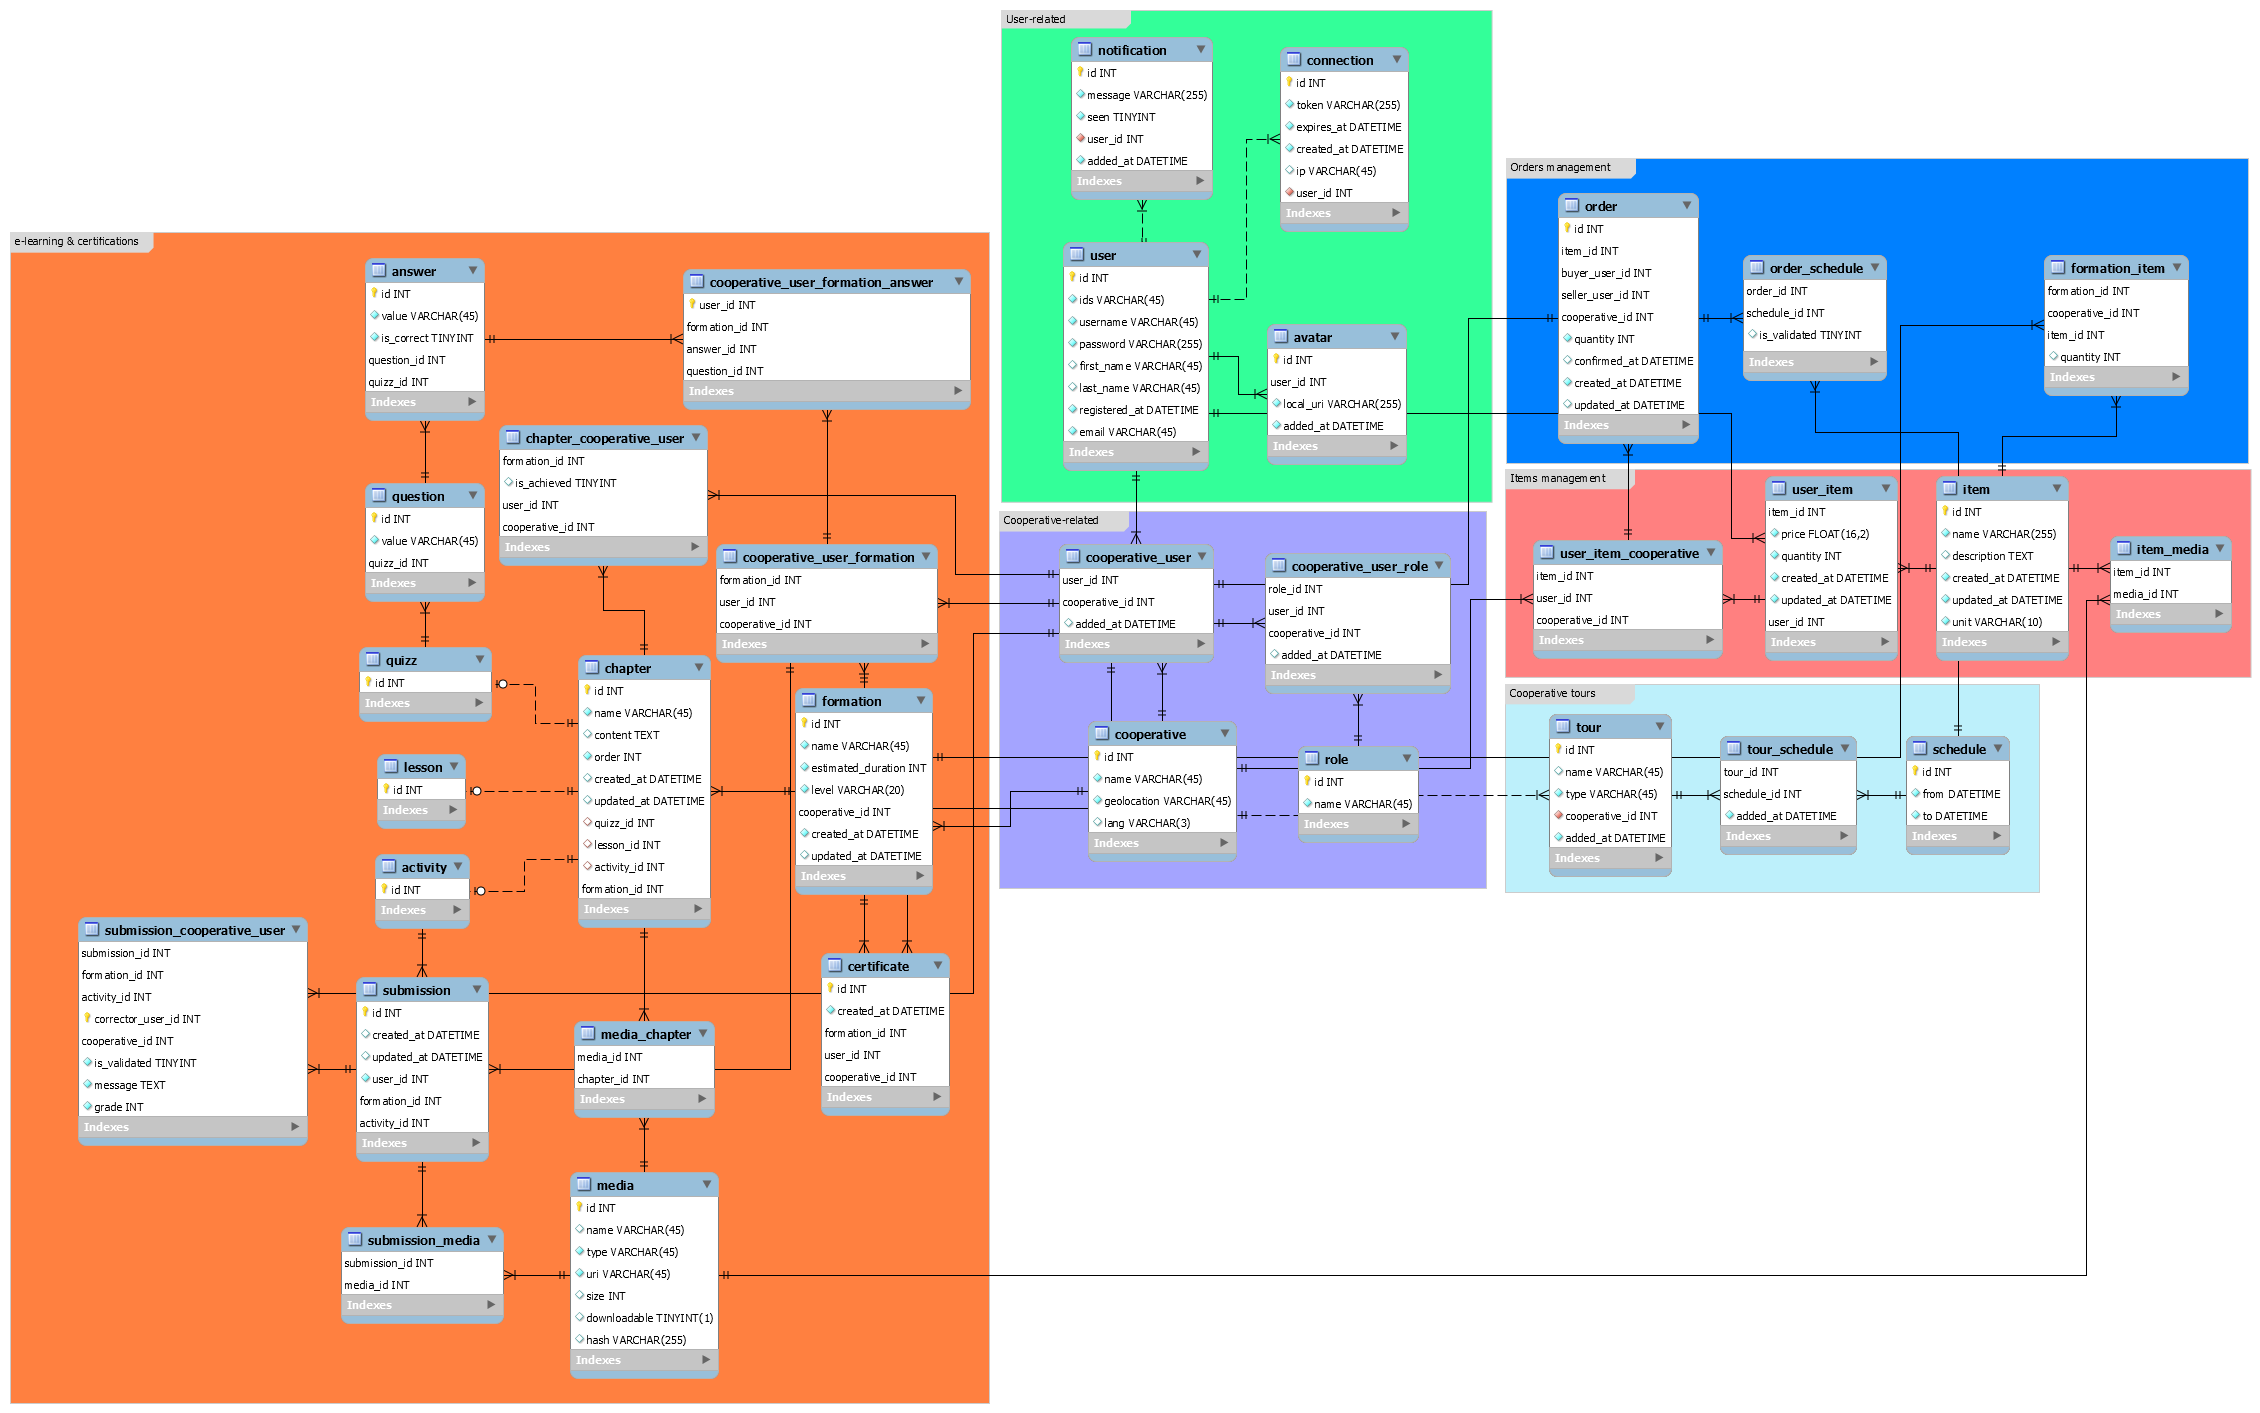 User-related
notification
id INT
message VARCHAR(255)
seen TINYINT
user_id INT
added_at DATETIME
Indexes
connection
id INT
token VARCHAR(255)
expires_at DATETIME
created_at DATETIME
ip VARCHAR(45)
user_id INT
Indexes
user
id INT
ids VARCHAR(45)
username VARCHAR(45)
password VARCHAR(255)
first_name VARCHAR(45)
last_name VARCHAR(45)
registered_at DATETIME
email VARCHAR(45)
Indexes
avatar
id INT
user_id INT
local_uri VARCHAR(255)
added_at DATETIME
Indexes
Orders management
order
id INT
item_id INT
buyer_user_id INT
seller_user_id INT
cooperative_id INT
quantity INT
confirmed_at DATETIME
created_at DATETIME
updated_at DATETIME
Indexes
order_schedule
order_id INT
schedule_id INT
is_validated TINYINT
Indexes
formation_item
formation_id INT
cooperative_id INT
item_id INT
quantity INT
Indexes
e-learning & certifications
answer
id INT
value VARCHAR(45)
is_correct TINYINT
question_id INT
quizz_id INT
Indexes
cooperative_user_formation_answer
user_id INT
formation_id INT
answer_id INT
question_id INT
Indexes
chapter_cooperative_user
formation_id INT
is_achieved TINYINT
user_id INT
cooperative_id INT
Indexes
question
id INT
value VARCHAR(45)
quizz_id INT
Indexes
cooperative_user_formation
formation_id INT
user_id INT
cooperative_id INT
Indexes
quizz
id INT
Indexes
chapter
id INT
name VARCHAR(45)
content TEXT
order INT
created_at DATETIME
updated_at DATETIME
quizz_id INT
lesson_id INT
activity_id INT
formation_id INT
Indexes
formation
id INT
name VARCHAR(45)
estimated_duration INT
level VARCHAR(20)
cooperative_id INT
created_at DATETIME
updated_at DATETIME
Indexes
lesson
id INT
Indexes
activity
id INT
Indexes
submission_cooperative_user
submission_id INT
formation_id INT
activity_id INT
corrector_user_id INT
cooperative_id INT
is_validated TINYINT
message TEXT
grade INT
Indexes
submission
id INT
created_at DATETIME
updated_at DATETIME
user_id INT
formation_id INT
activity_id INT
Indexes
certificate
id INT
created_at DATETIME
formation_id INT
user_id INT
cooperative_id INT
Indexes
media_chapter
media_id INT
chapter_id INT
Indexes
media
id INT
name VARCHAR(45)
type VARCHAR(45)
uri VARCHAR(45)
size INT
downloadable TINYINT(1)
hash VARCHAR(255)
Indexes
submission_media
submission_id INT
media_id INT
Indexes
Cooperative-related
cooperative_user
user_id INT
cooperative_id INT
added_at DATETIME
Indexes
cooperative_user_role
role_id INT
user_id INT
cooperative_id INT
added_at DATETIME
Indexes
cooperative
id INT
name VARCHAR(45)
geolocation VARCHAR(45)
lang VARCHAR(3)
Indexes
role
id INT
name VARCHAR(45)
Indexes
Items management
user_item_cooperative
item_id INT
user_id INT
cooperative_id INT
Indexes
user_item
item_id INT
price FLOAT(16,2)
quantity INT
created_at DATETIME
updated_at DATETIME
user_id INT
Indexes
item
id INT
name VARCHAR(255)
description TEXT
created_at DATETIME
updated_at DATETIME
unit VARCHAR(10)
Indexes
item_media
item_id INT
media_id INT
Indexes
Cooperative tours
tour
id INT
name VARCHAR(45)
type VARCHAR(45)
cooperative_id INT
added_at DATETIME
Indexes
tour_schedule
tour_id INT
schedule_id INT
added_at DATETIME
Indexes
schedule
id INT
from DATETIME
to DATETIME
Indexes